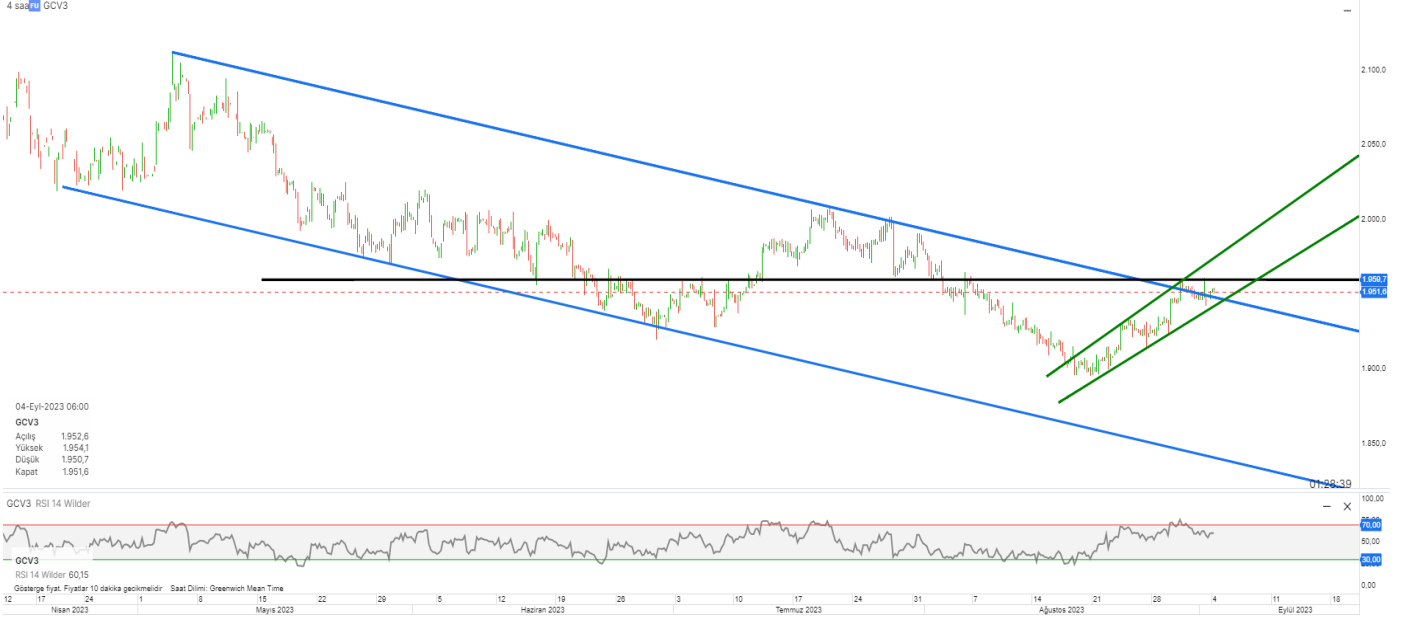 4 saa FU GCV3
2.100,0
2.050,0
2.000,0
1.959,7
1.951,6
1.900,0
1.850,0
04-Eyl-2023 06:00
GCV3
Açılış 1.952,6
Yüksek 1.954,1
Düşük 1.950,7
Kapat 1.951,6
01:28:39
GCV3 RSI 14 Wilder
100,00
70,00
50,00
30,00
0,00
GCV3
RSI 14 Wilder 60,15
Gösterge fiyat. Fiyatlar 10 dakika gecikmelidir Saat Dilimi: Greenwich Mean Time
12 17 24 1 8 15 22 29 5 12 19 26 3 10 17 24 31 7 14 21 28 4 11 18
Nisan 2023 Mayıs 2023 Haziran 2023 Temmuz 2023 Ağustos 2023 Eylül 2023